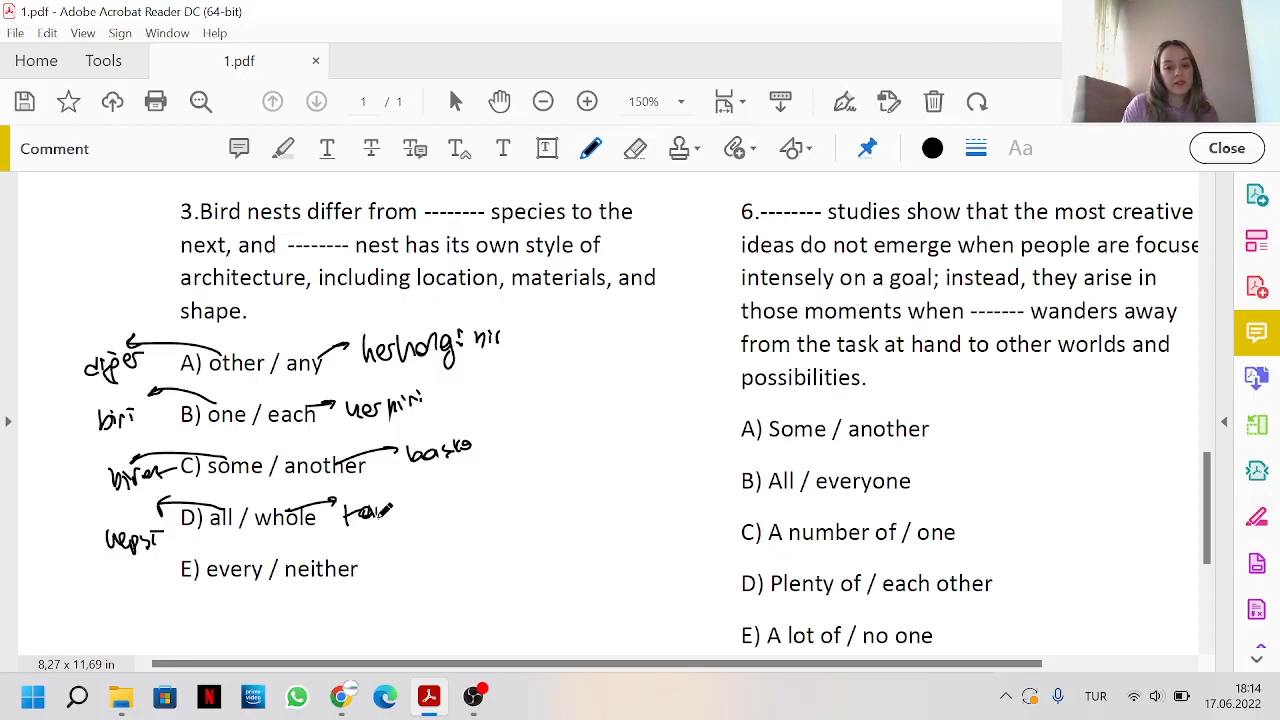 1.pdf - Adobe Acrobat Reader DC (64-bit)
File Edit View Sign Window Help
Home Tools 1.pdf ×
1 / 1 150%
Comment Aa Close
3.Bird nests differ from -------- species to the
next, and -------- nest has its own style of
architecture, including location, materials, and
shape.
diğer A) other / any herhangi bir
biri B) one / each her biri
biraz C) some / another başka
hepsi D) all / whole
E) every / neither
6.-------- studies show that the most creative
ideas do not emerge when people are focuse
intensely on a goal; instead, they arise in
those moments when ------- wanders away
from the task at hand to other worlds and
possibilities.
A) Some / another
B) All / everyone
C) A number of / one
D) Plenty of / each other
E) A lot of / no one
8,27 x 11,69 in
prime video
TUR
18:14
17.06.2022